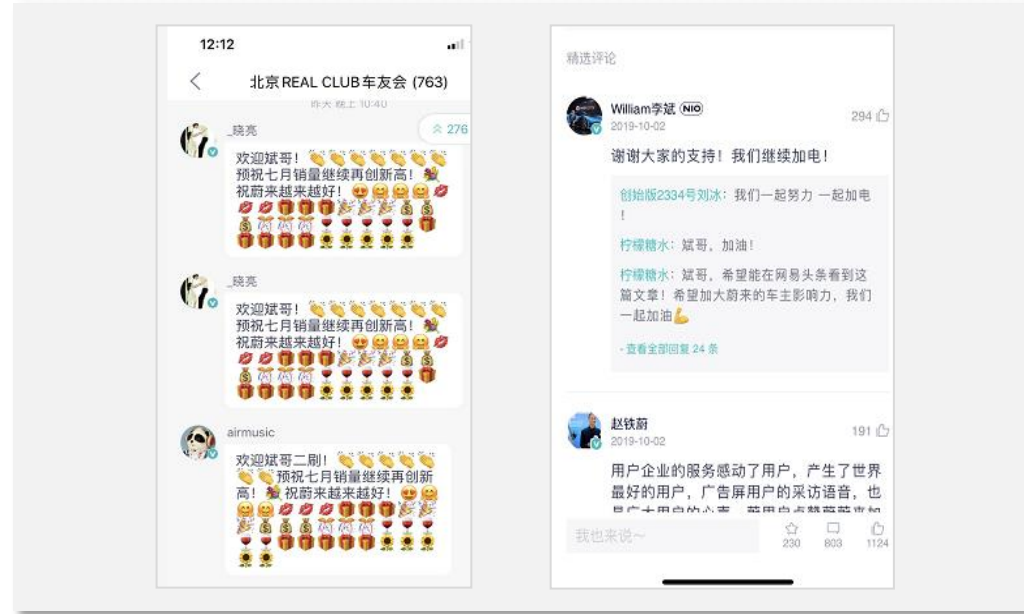 12:12
北京REAL CLUB车友会 (763)
昨天 晚上 10:40
276
_晓亮
欢迎斌哥！👏👏👏👏👏👏👏
预祝七月销量继续再创新高！💐
祝蔚来越来越好！😍🤗🤗🤗🤗💋
_晓亮
欢迎斌哥！👏👏👏👏👏👏👏
预祝七月销量继续再创新高！💐
祝蔚来越来越好！😍🤗🤗🤗🤗💋
airmusic
欢迎斌哥二刷！👏👏👏👏👏
👏👏预祝七月销量继续再创新
高！💐祝蔚来越来越好！😍🤗
精选评论
William李斌 NIO
2019-10-02
294
谢谢大家的支持！我们继续加电！
创始版2334号刘冰：我们一起努力 一起加电
！
柠檬糖水：斌哥，加油！
柠檬糖水：斌哥，希望能在网易头条看到这
篇文章！希望加大蔚来的车主影响力，我们
一起加油💪
- 查看全部回复 24 条
赵铁蔚
2019-10-02
191
用户企业的服务感动了用户，产生了世界
最好的用户，广告屏用户的采访语音，也
我也来说～
230
803
1124